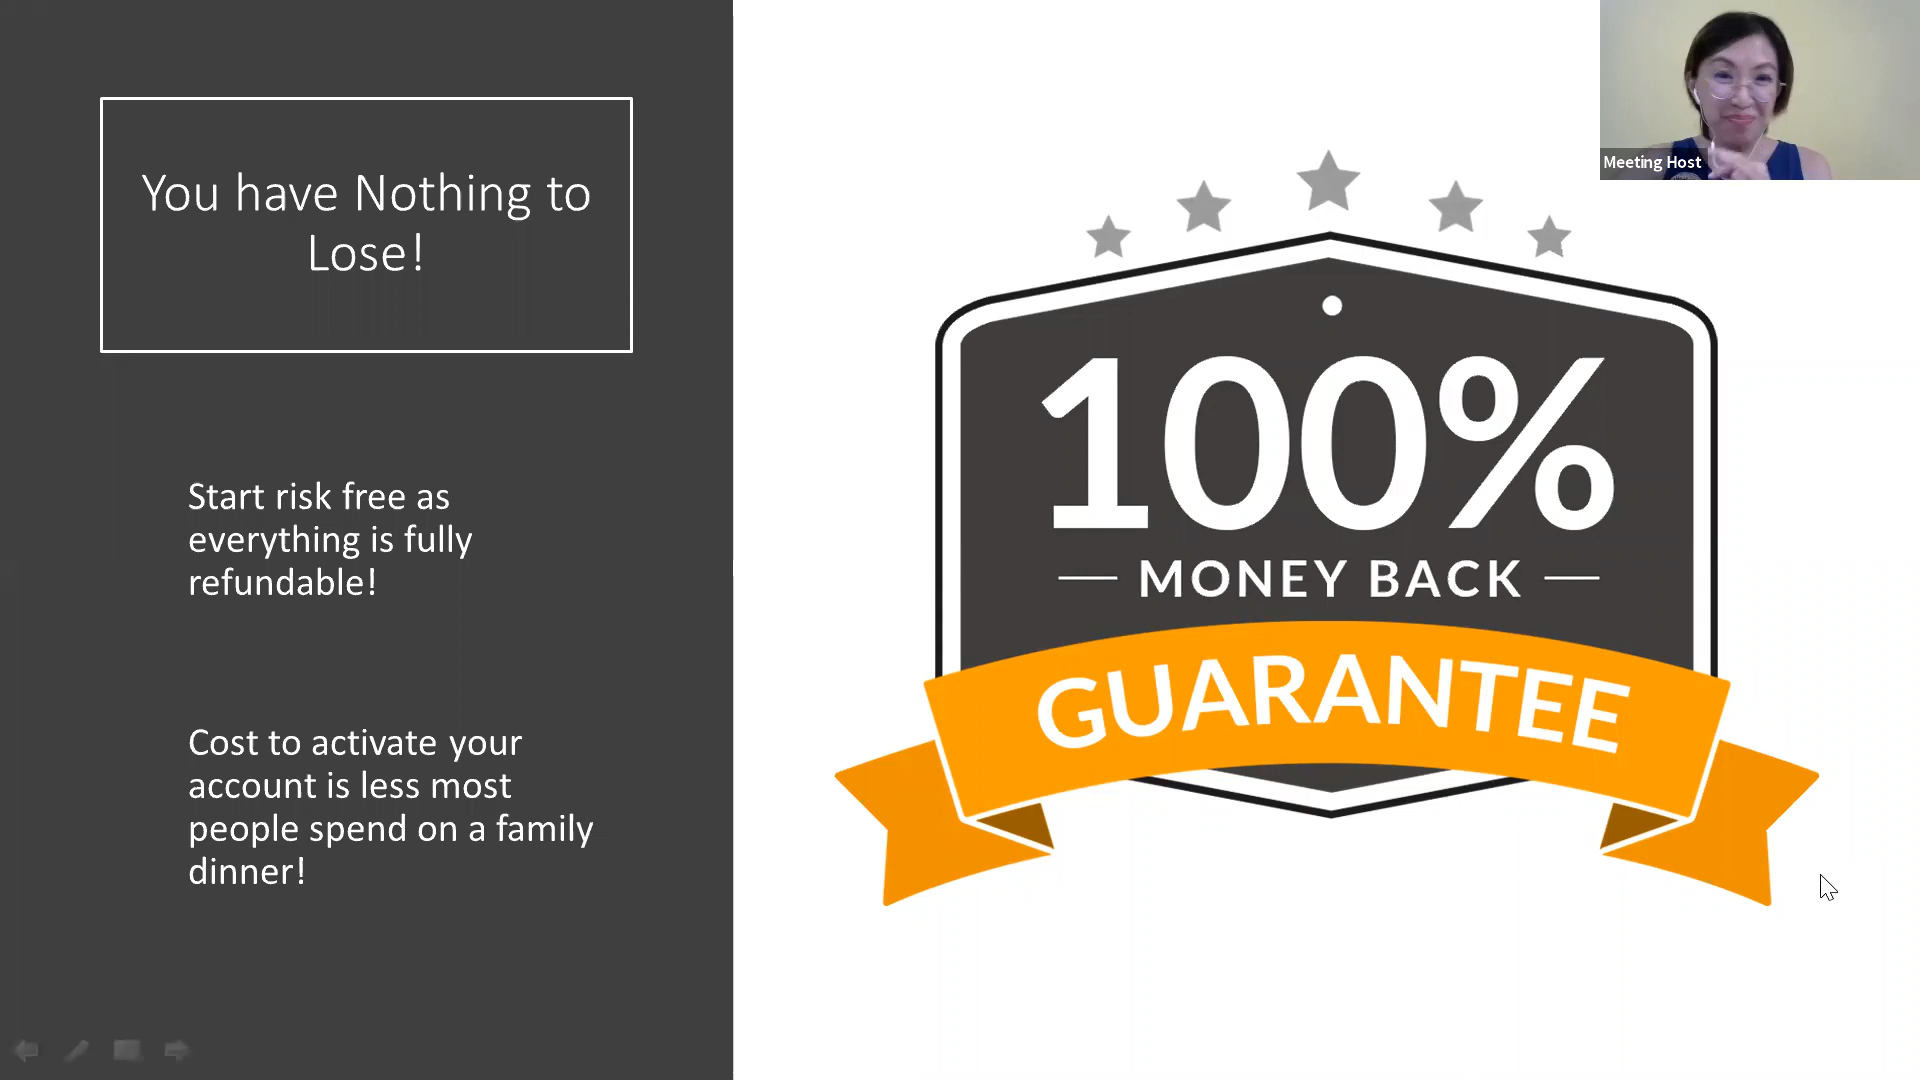 You have Nothing to
Lose!
Start risk free as
everything is fully
refundable!
Cost to activate your
account is less most
people spend on a family
dinner!
100%
MONEY BACK
GUARANTEE
Meeting Host